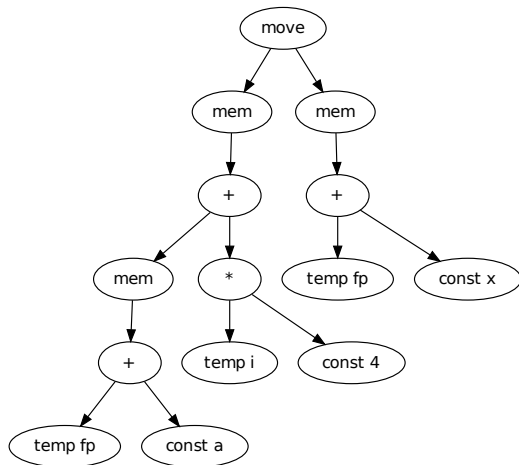 move
mem mem
+ +
mem * temp fp const x
+ temp i const 4
temp fp const a